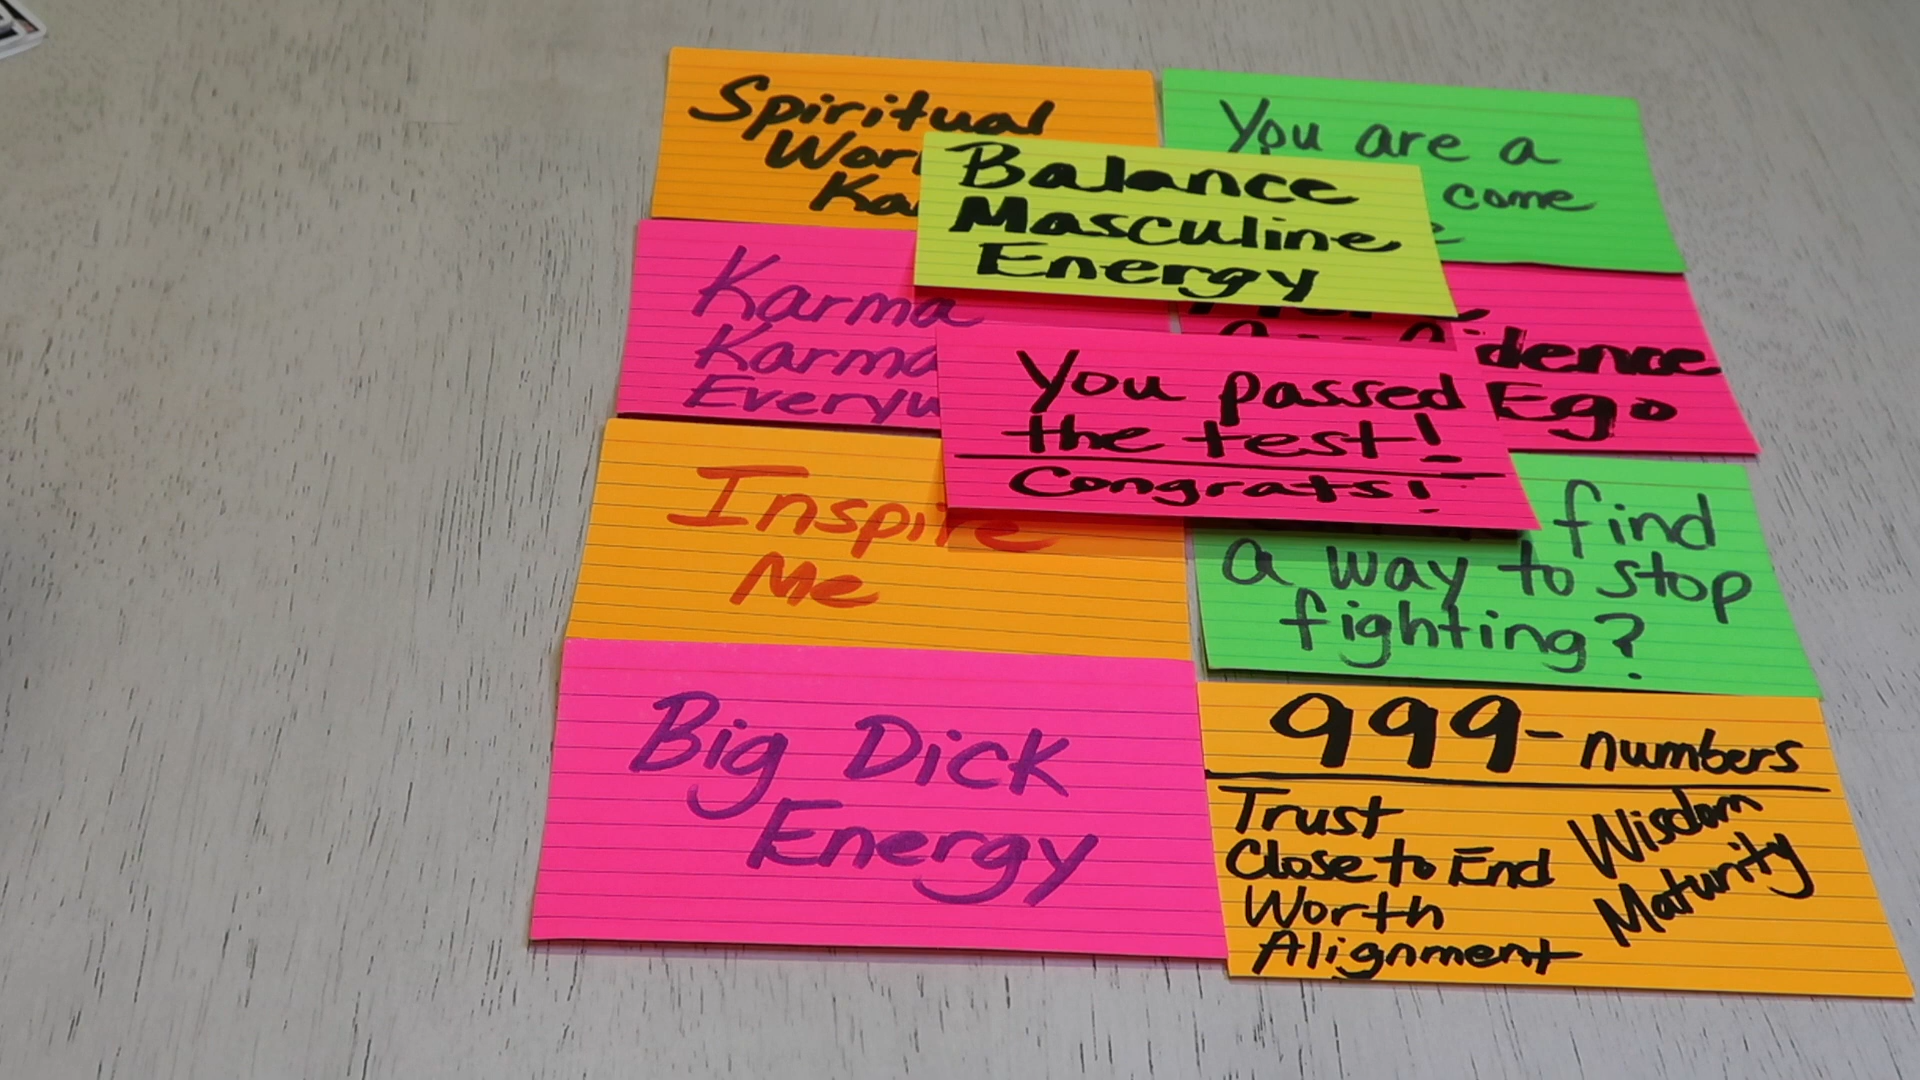 Spiritual
You are a
come
Balance
Masculine
Energy
Karma
Karma
Ego
You passed
the test!
Congrats!
Inspire
Me
find
a way to stop
fighting?
Big Dick
Energy
999- numbers
Trust
Close to End
Worth
Alignment
Wisdom
Maturity